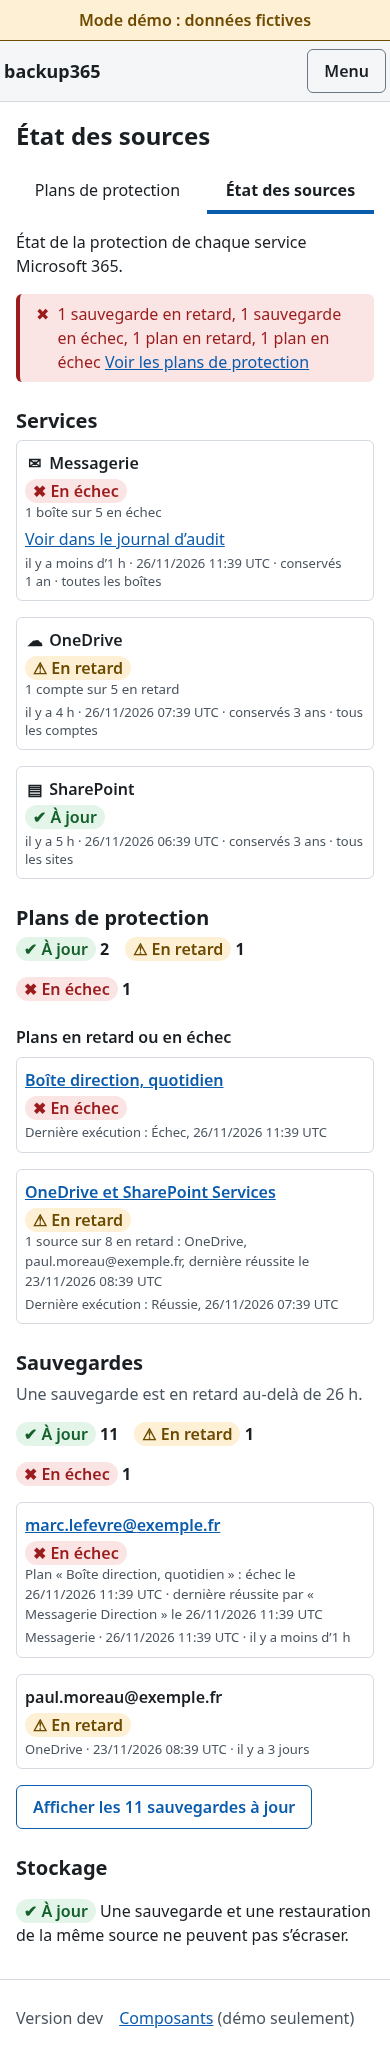 Mode démo : données fictives
backup365
Menu
État des sources
Plans de protection
État des sources
État de la protection de chaque service
Microsoft 365.
✖ 1 sauvegarde en retard, 1 sauvegarde
en échec, 1 plan en retard, 1 plan en
échec Voir les plans de protection
Services
✉ Messagerie
✖ En échec
1 boîte sur 5 en échec
Voir dans le journal d’audit
il y a moins d’1 h · 26/11/2026 11:39 UTC · conservés
1 an · toutes les boîtes
☁ OneDrive
⚠ En retard
1 compte sur 5 en retard
il y a 4 h · 26/11/2026 07:39 UTC · conservés 3 ans · tous
les comptes
▤ SharePoint
✔ À jour
il y a 5 h · 26/11/2026 06:39 UTC · conservés 3 ans · tous
les sites
Plans de protection
✔ À jour 2 ⚠ En retard 1
✖ En échec 1
Plans en retard ou en échec
Boîte direction, quotidien
✖ En échec
Dernière exécution : Échec, 26/11/2026 11:39 UTC
OneDrive et SharePoint Services
⚠ En retard
1 source sur 8 en retard : OneDrive,
paul.moreau@exemple.fr, dernière réussite le
23/11/2026 08:39 UTC
Dernière exécution : Réussie, 26/11/2026 07:39 UTC
Sauvegardes
Une sauvegarde est en retard au-delà de 26 h.
✔ À jour 11 ⚠ En retard 1
✖ En échec 1
marc.lefevre@exemple.fr
✖ En échec
Plan « Boîte direction, quotidien » : échec le
26/11/2026 11:39 UTC · dernière réussite par «
Messagerie Direction » le 26/11/2026 11:39 UTC
Messagerie · 26/11/2026 11:39 UTC · il y a moins d’1 h
paul.moreau@exemple.fr
⚠ En retard
OneDrive · 23/11/2026 08:39 UTC · il y a 3 jours
Afficher les 11 sauvegardes à jour
Stockage
✔ À jour Une sauvegarde et une restauration
de la même source ne peuvent pas s’écraser.
Version dev Composants (démo seulement)